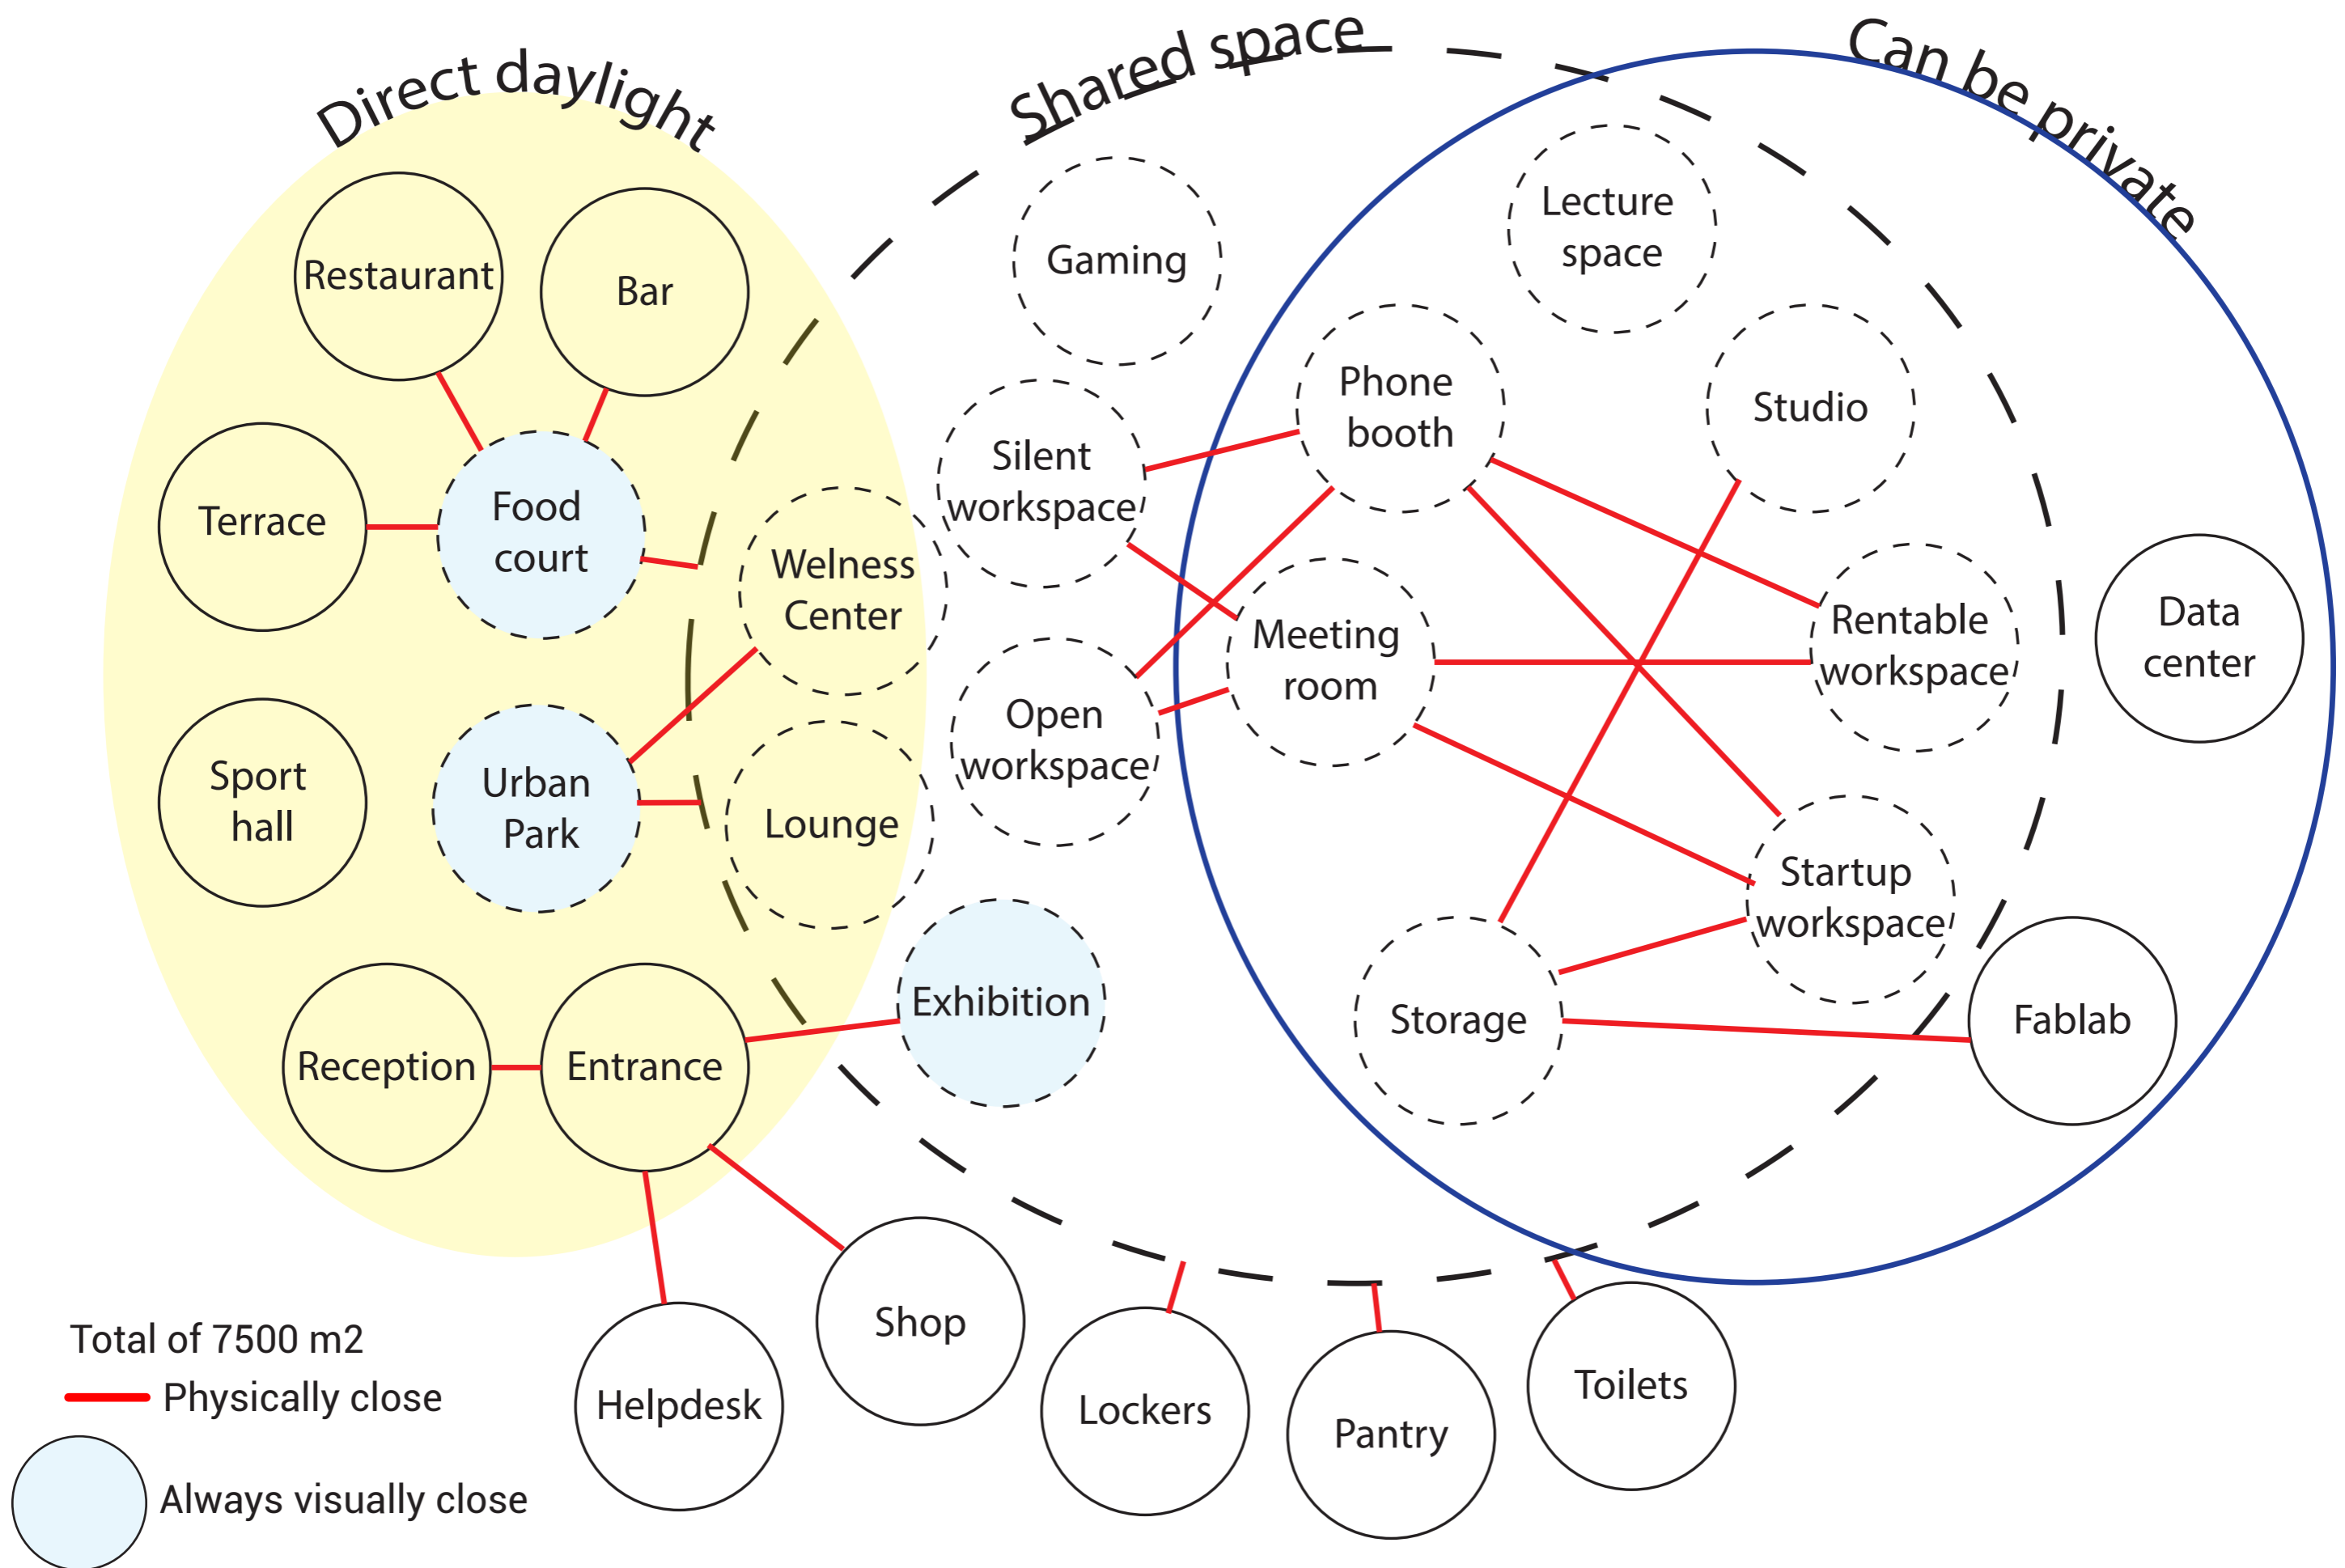 Direct daylight
Shared space
Can be private
Restaurant
Bar
Gaming
Lecture
space
Terrace
Food
court
Welness
Center
Silent
workspace
Phone
booth
Studio
Sport
hall
Urban
Park
Lounge
Open
workspace
Meeting
room
Rentable
workspace
Data
center
Startup
workspace
Reception
Entrance
Exhibition
Storage
Fablab
Helpdesk
Shop
Lockers
Pantry
Toilets
Total of 7500 m2
Physically close
Always visually close